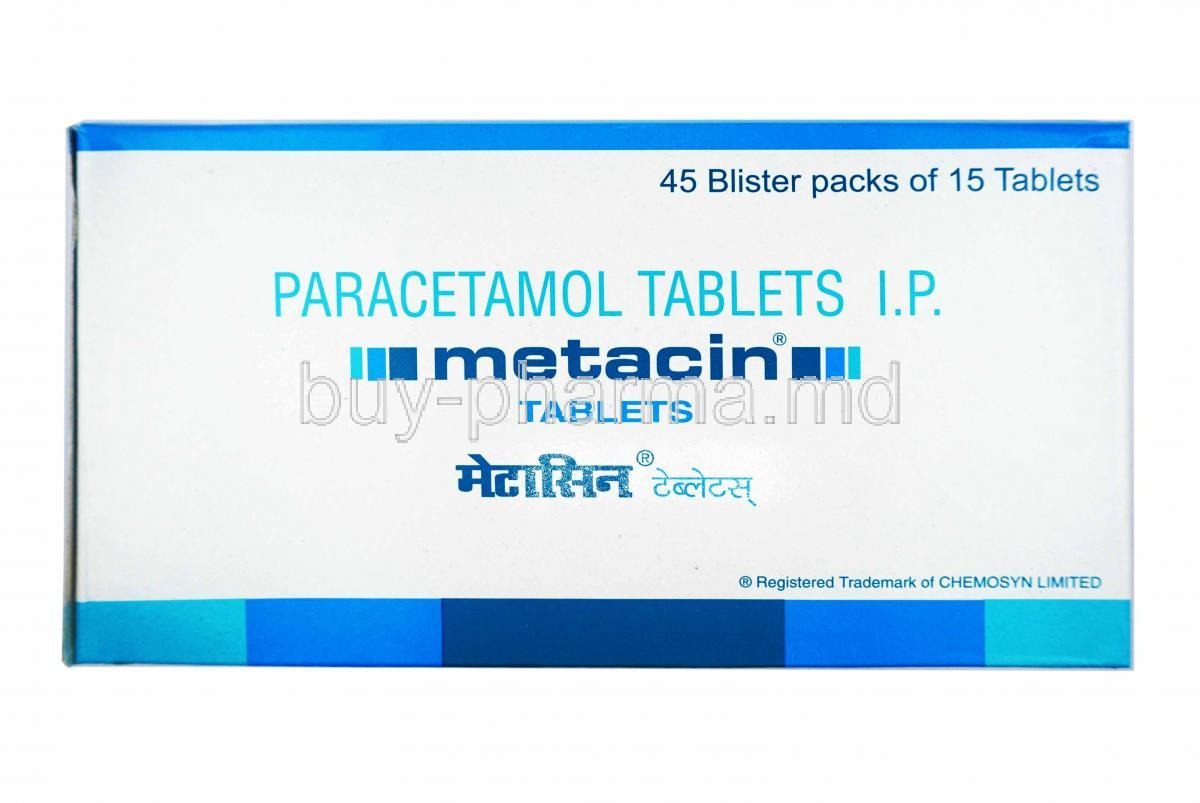 45 Blister packs of 15 Tablets
PARACETAMOL TABLETS I.P.
metacin®
buy-pharma.md
TABLETS
मेटासिन® टेब्लेटस्
® Registered Trademark of CHEMOSYN LIMITED